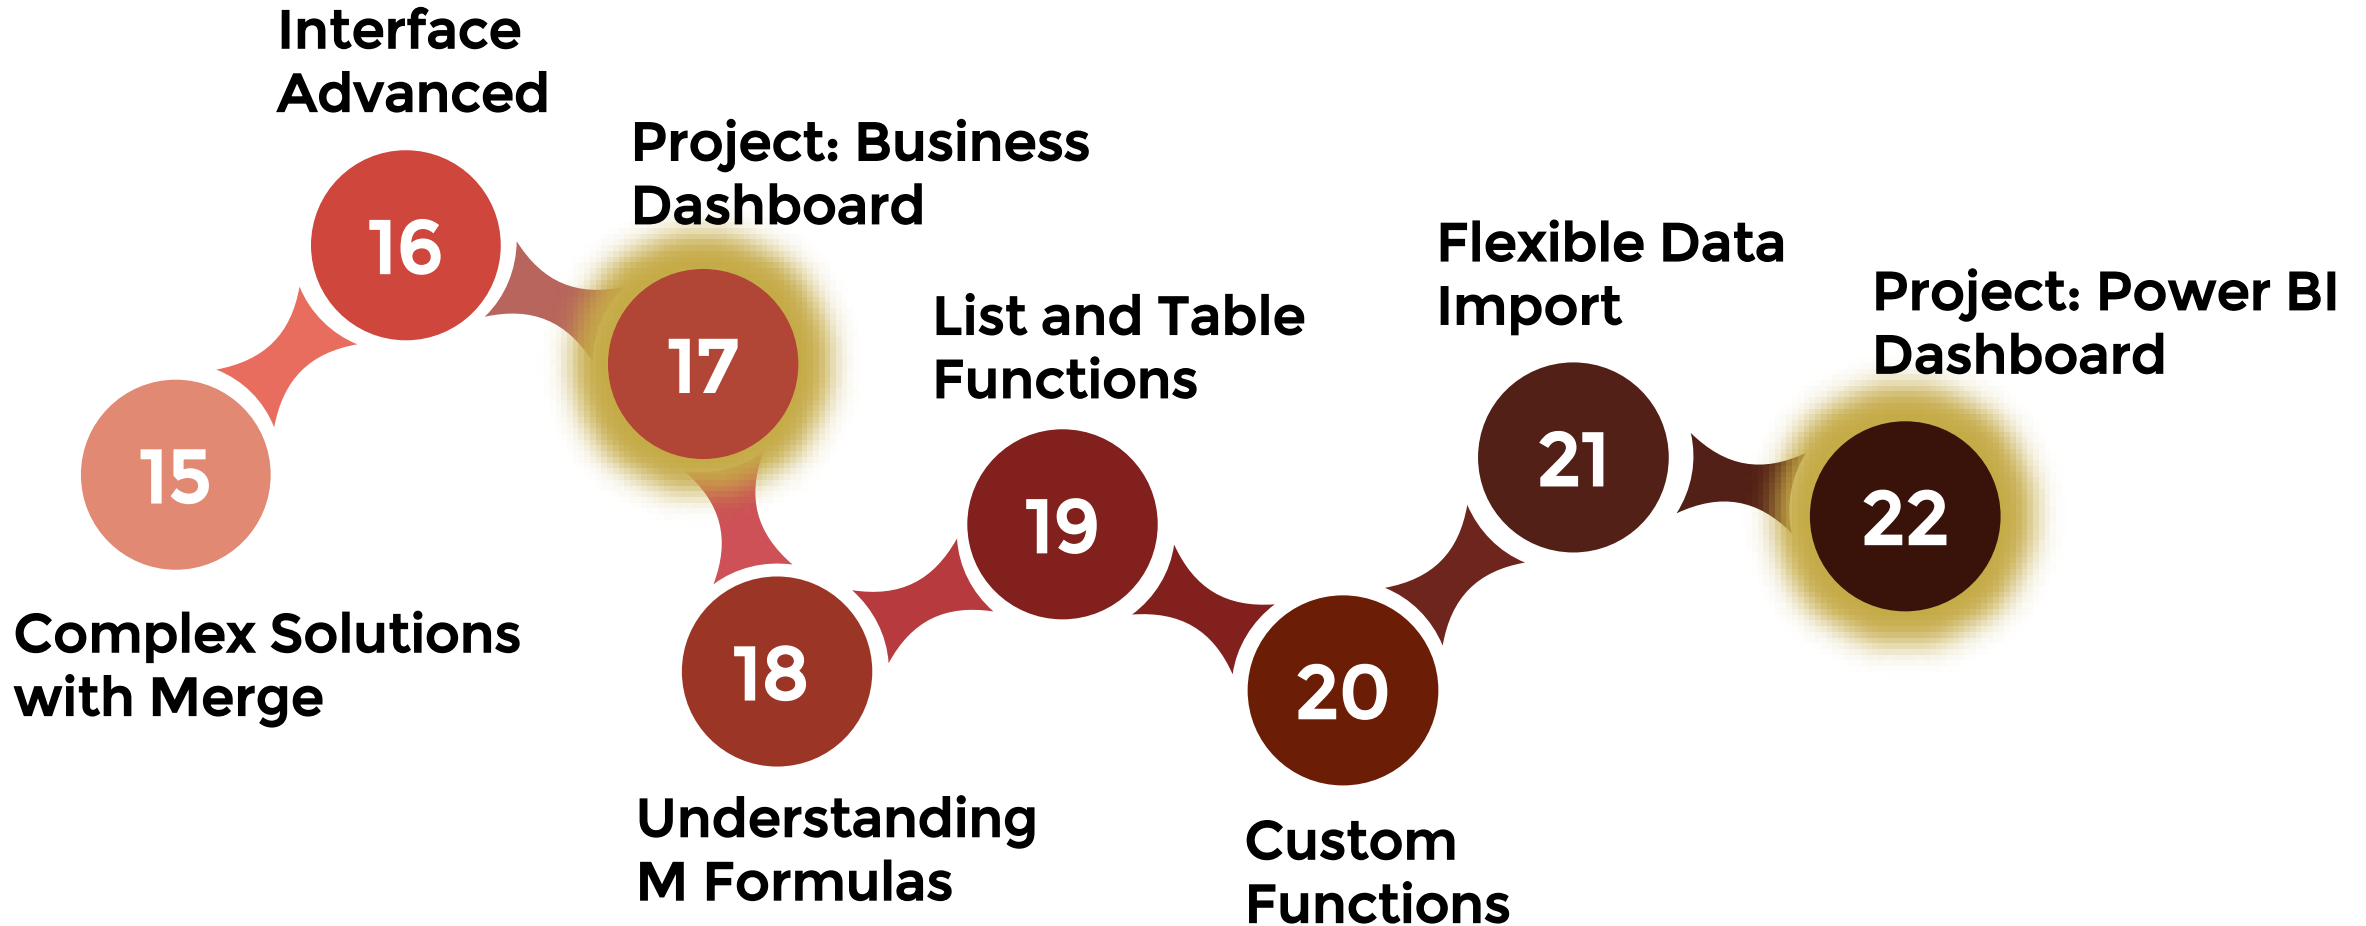 Interface
Advanced
16
Project: Business
Dashboard
17
15
Complex Solutions
with Merge
18
Understanding
M Formulas
List and Table
Functions
19
20
Custom
Functions
Flexible Data
Import
21
Project: Power BI
Dashboard
22